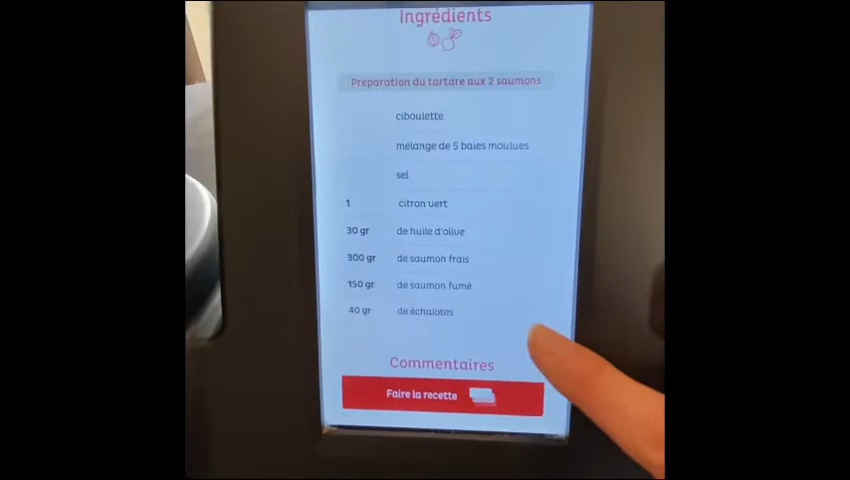 Ingrédients
Préparation du tartare aux 2 saumons
ciboulette
mélange de 5 baies moulues
sel
1 citron vert
30 gr de huile d'olive
300 gr de saumon frais
150 gr de saumon fumé
40 gr de échalotes
Commentaires
Faire la recette